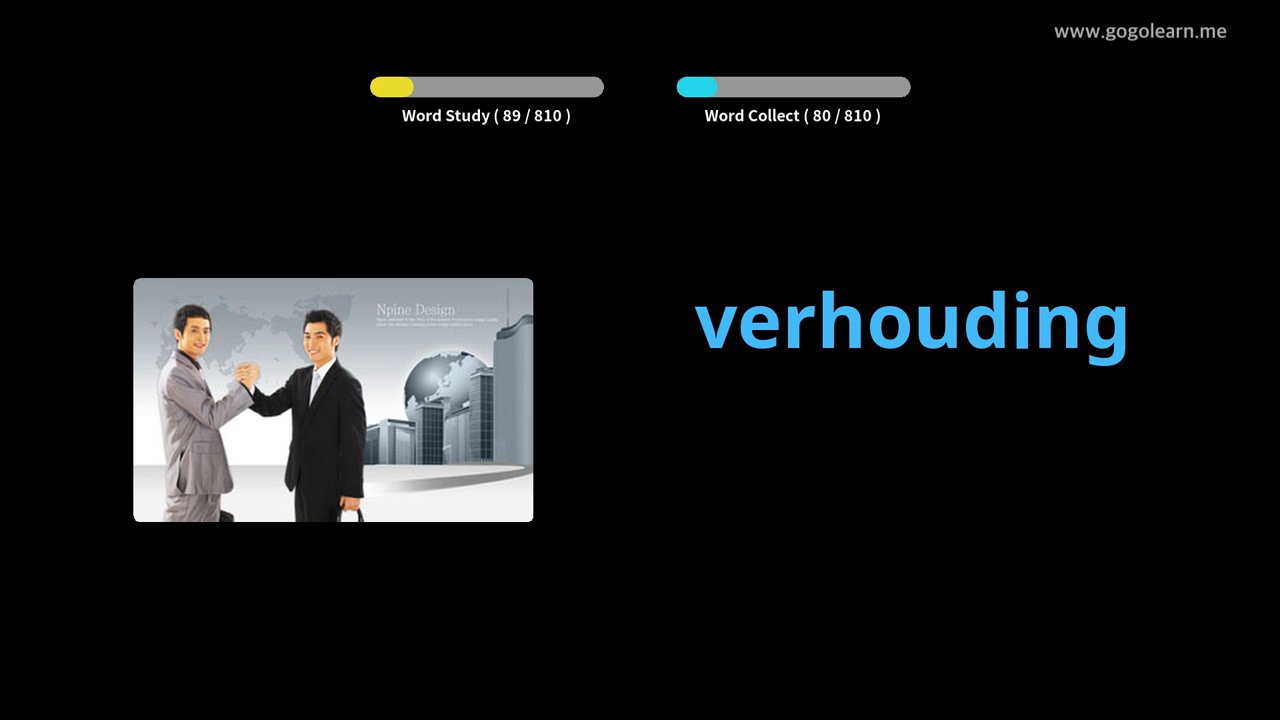 www.gogolearn.me
Word Study ( 89 / 810 )
Word Collect ( 80 / 810 )
Npine Design
verhouding